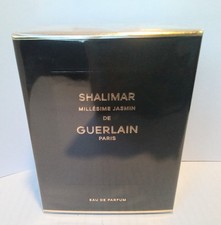 SHALIMAR
MILLÉSIME JASMIN
DE
GUERLAIN
PARIS
EAU DE PARFUM